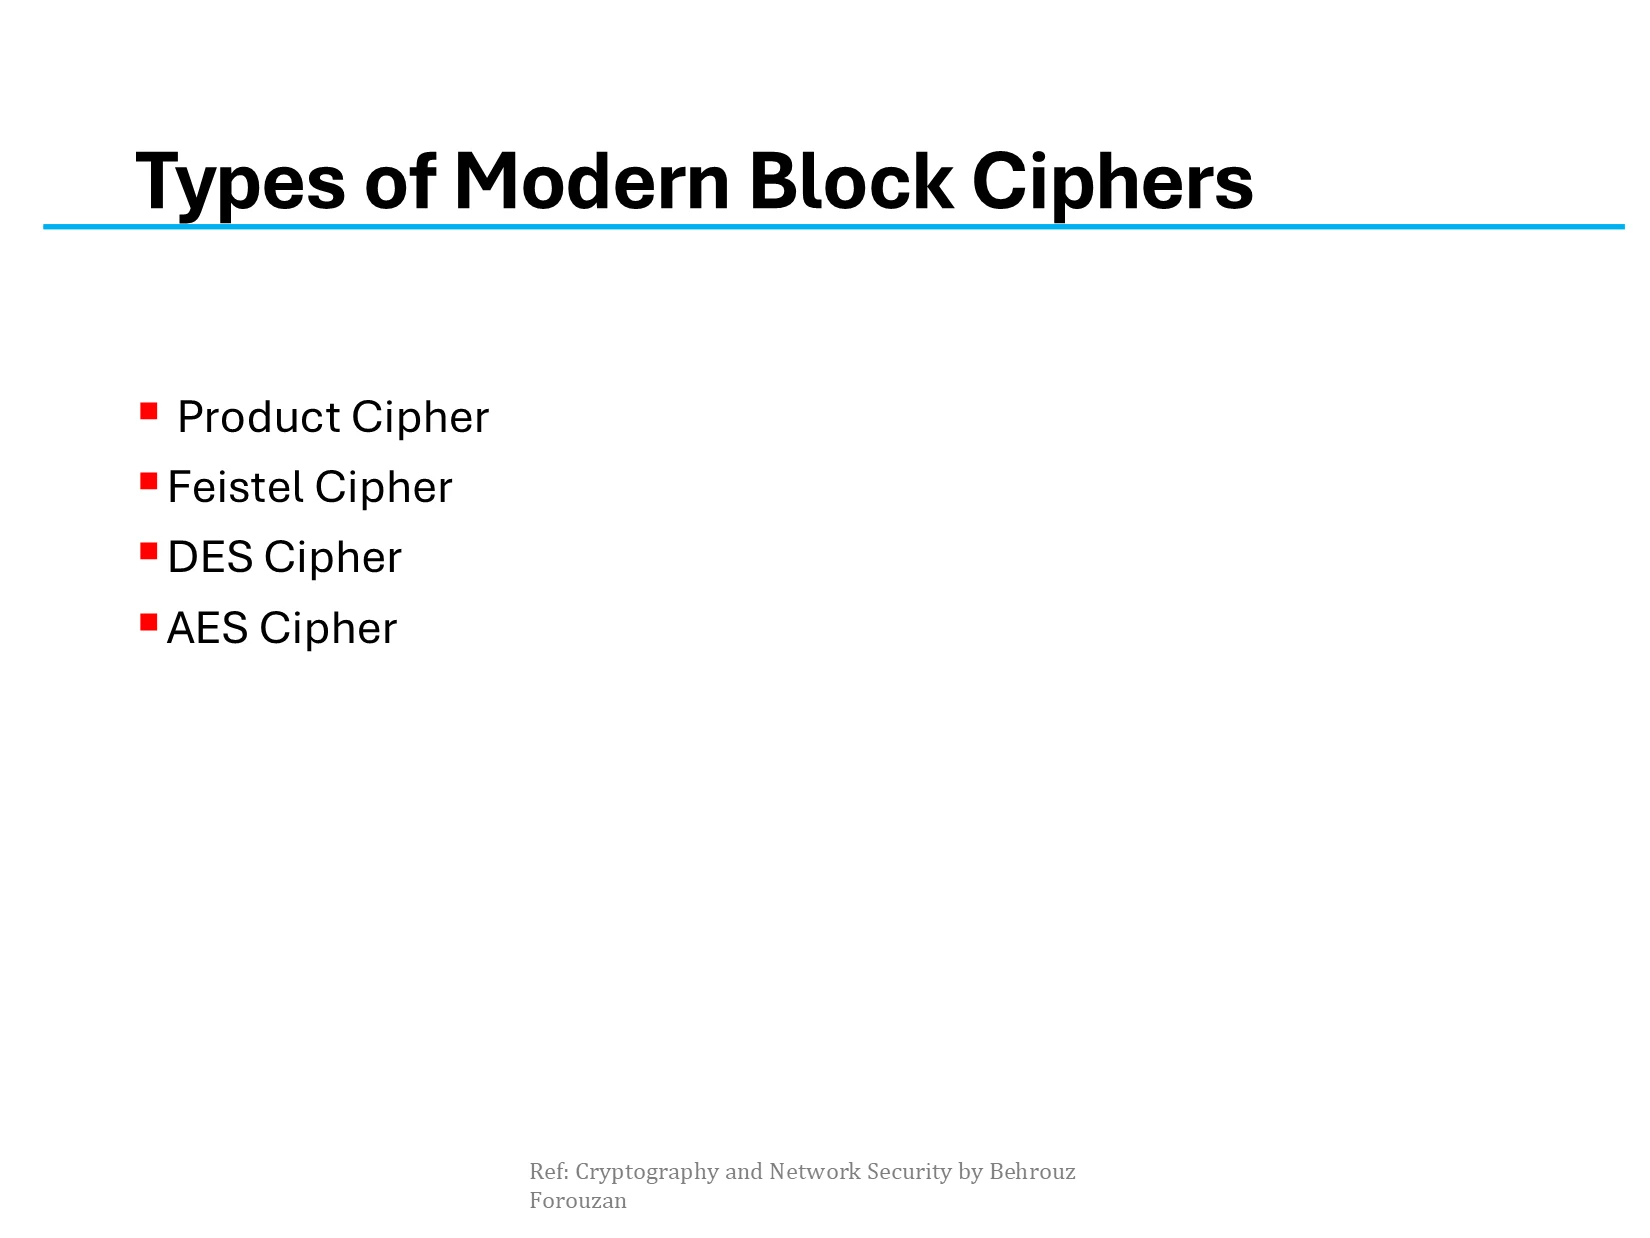 Types of Modern Block Ciphers
Product Cipher
Feistel Cipher
DES Cipher
AES Cipher
Ref: Cryptography and Network Security by Behrouz
Forouzan